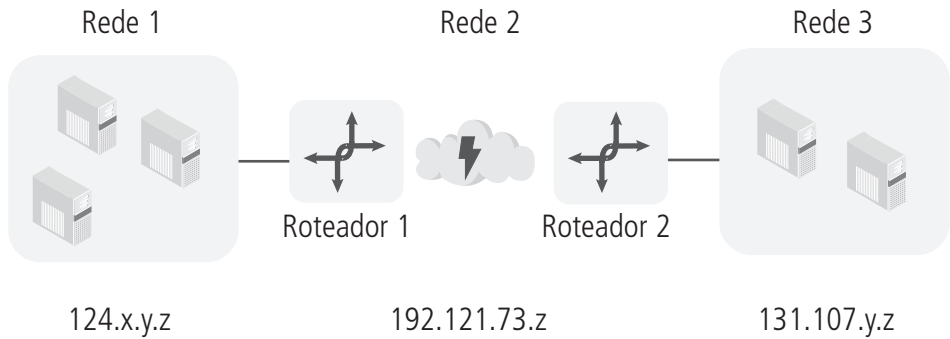 Rede 1
Rede 2
Rede 3
Roteador 1
Roteador 2
124.x.y.z
192.121.73.z
131.107.y.z